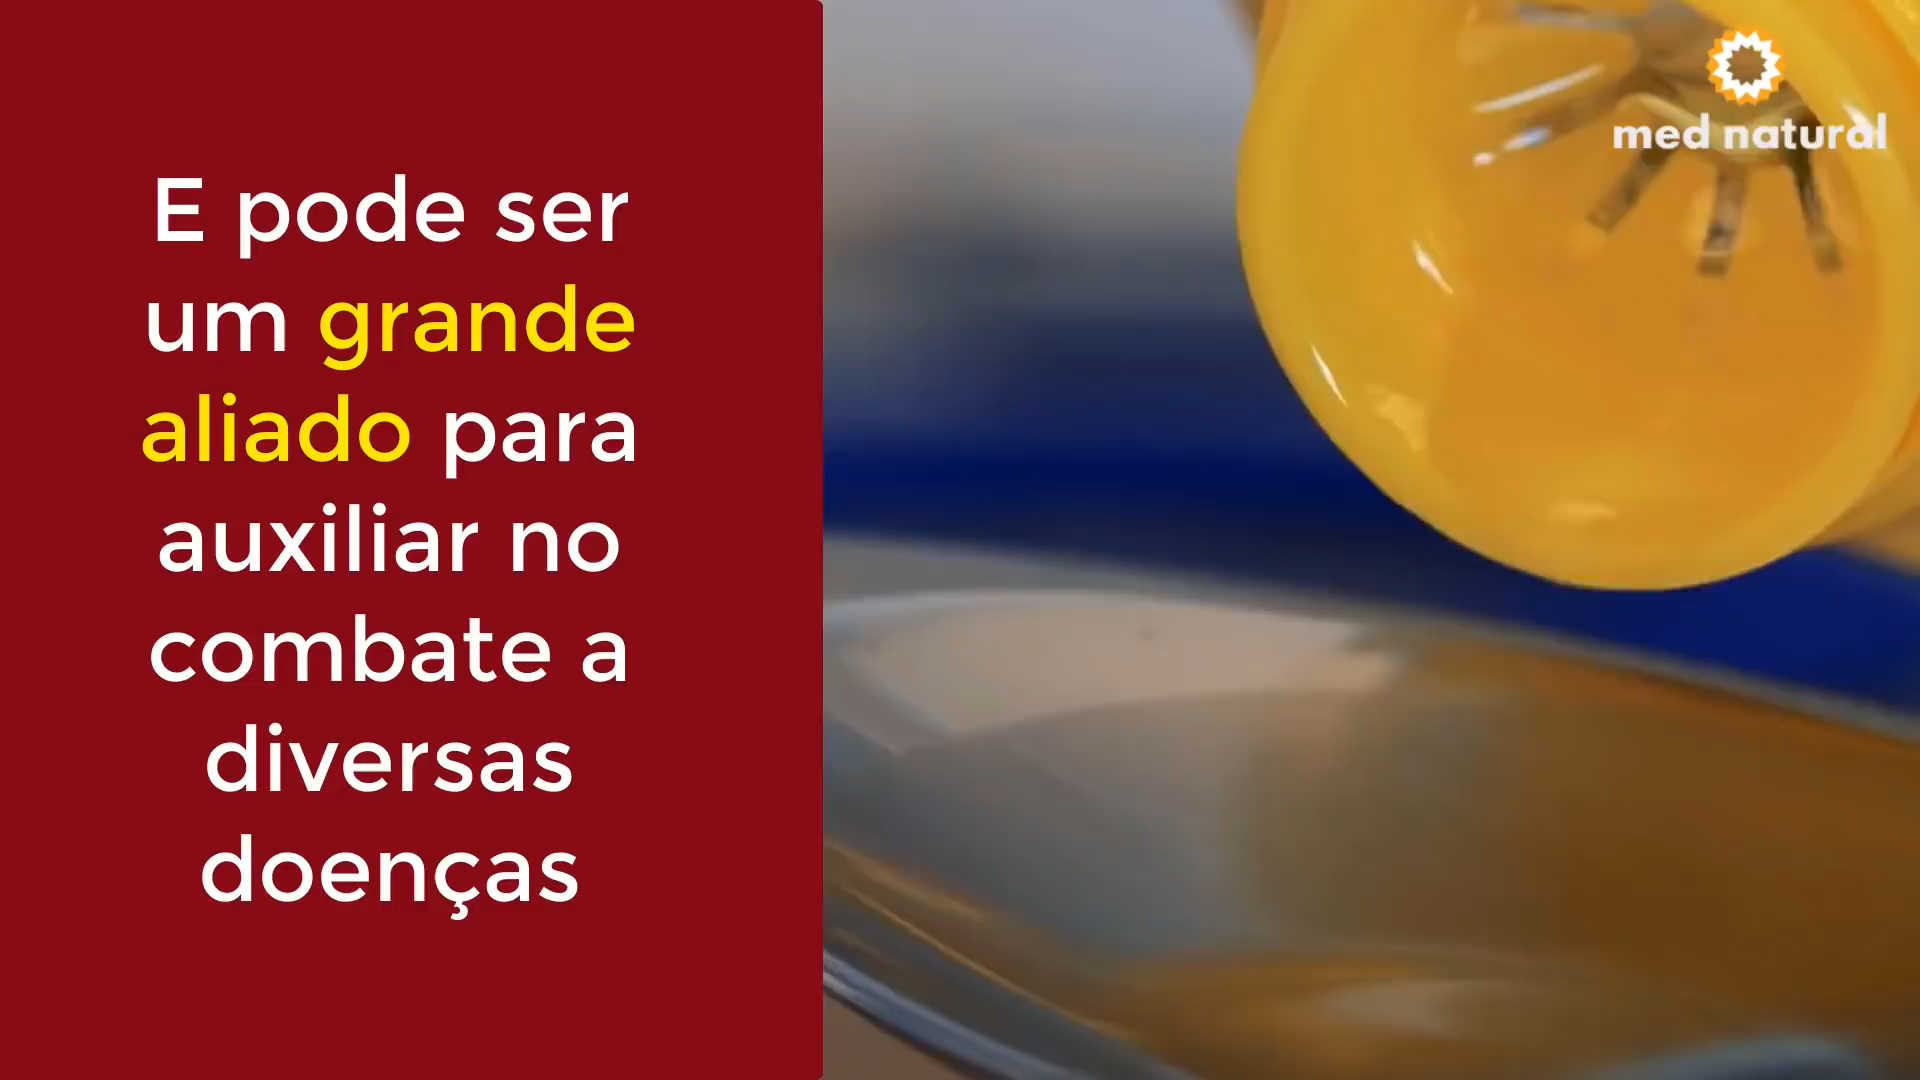 E pode ser
um grande
aliado para
auxiliar no
combate a
diversas
doenças
med natural